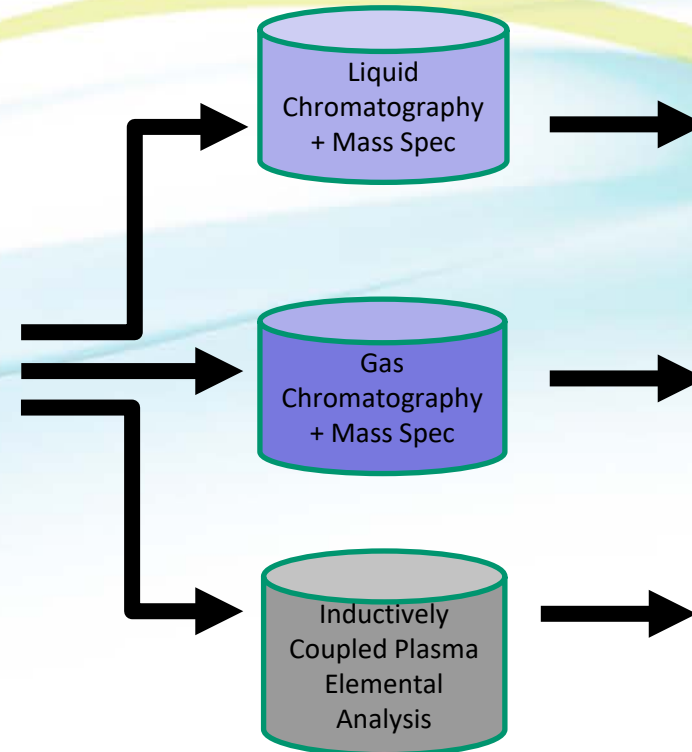 Liquid
Chromatography
+ Mass Spec
Gas
Chromatography
+ Mass Spec
Inductively
Coupled Plasma
Elemental
Analysis